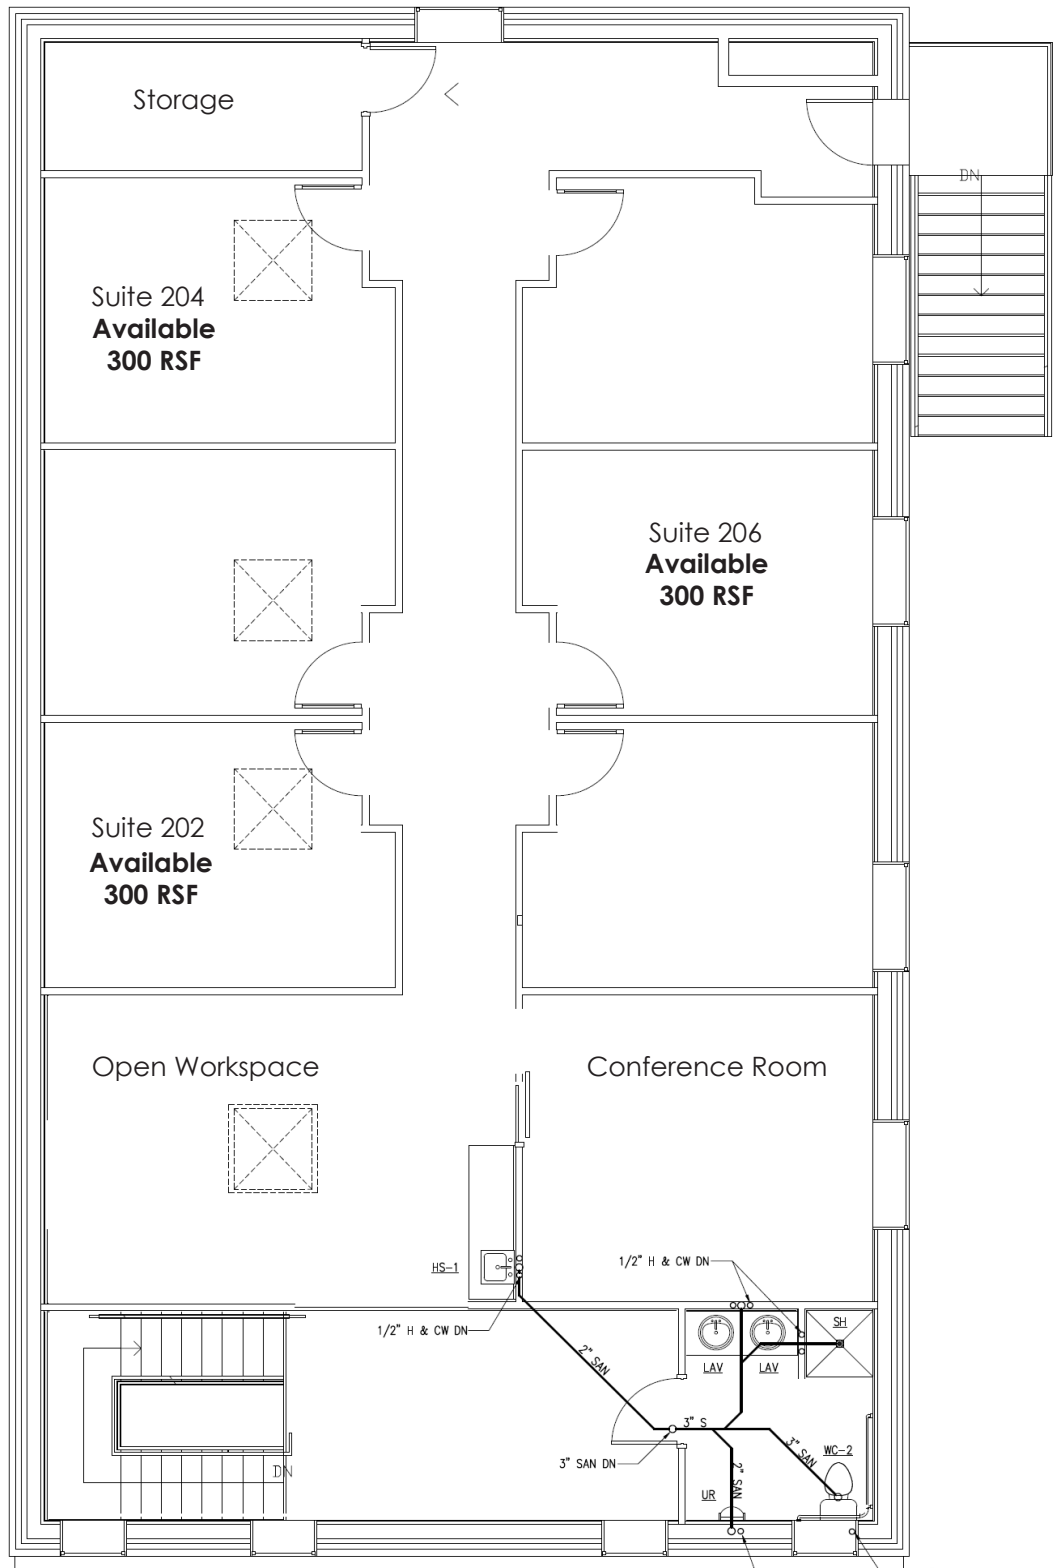 Storage
DN
Suite 204
Available
300 RSF
Suite 206
Available
300 RSF
Suite 202
Available
300 RSF
Open Workspace
Conference Room
HS-1
1/2" H & CW DN
1/2" H & CW DN
SH
2" SAN
LAV
LAV
3" S
3" SAN
WC-2
3" SAN DN
2" SAN
UR
DN